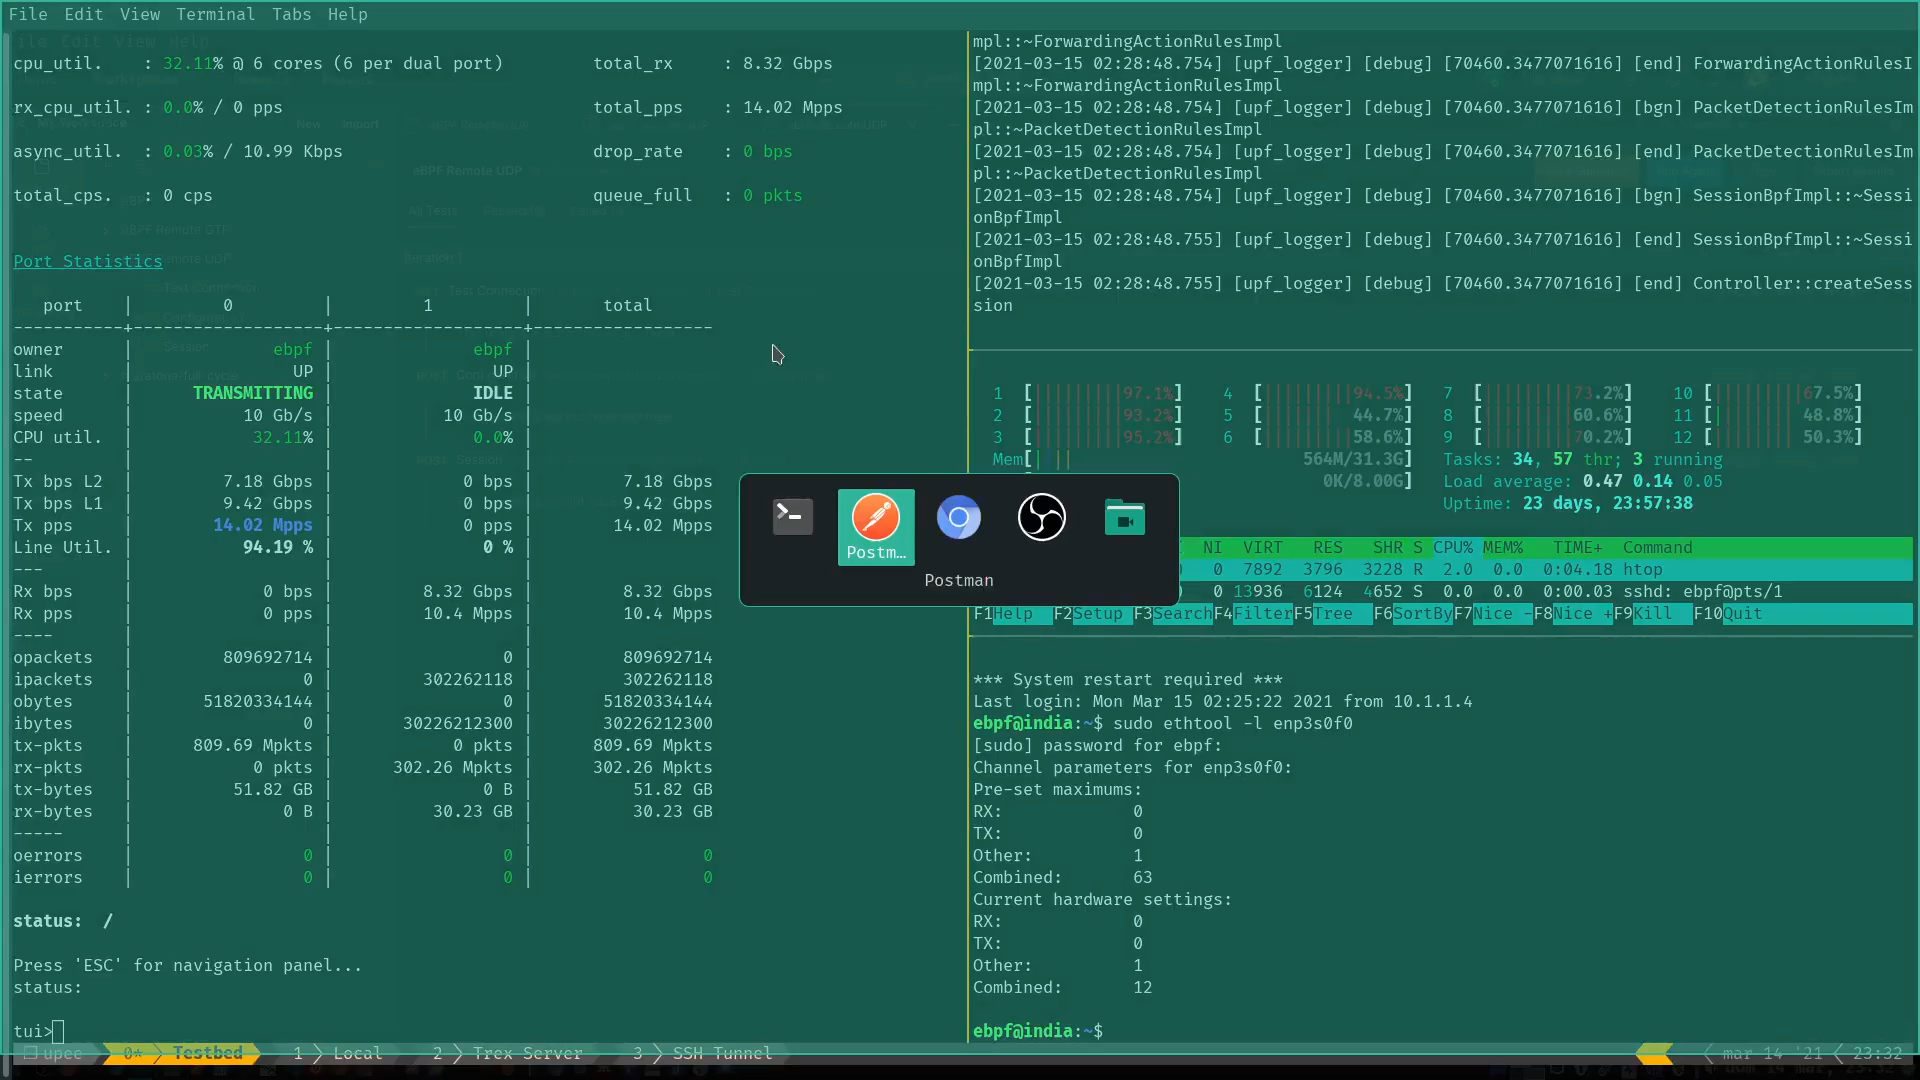 File Edit View Terminal Tabs Help
cpu_util. : 32.11% @ 6 cores (6 per dual port) total_rx : 8.32 Gbps
rx_cpu_util. : 0.0% / 0 pps total_pps : 14.02 Mpps
async_util. : 0.03% / 10.99 Kbps drop_rate : 0 bps
total_cps. : 0 cps queue_full : 0 pkts
Port Statistics
port | 0 | 1 | total
-----------+-------------------+-------------------+------------------
owner | ebpf | ebpf |
link | UP | UP |
state | TRANSMITTING | IDLE |
speed | 10 Gb/s | 10 Gb/s |
CPU util. | 32.11% | 0.0% |
-- | | |
Tx bps L2 | 7.18 Gbps | 0 bps | 7.18 Gbps
Tx bps L1 | 9.42 Gbps | 0 bps | 9.42 Gbps
Tx pps | 14.02 Mpps | 0 pps | 14.02 Mpps
Line Util. | 94.19 % | 0 % |
--- | | |
Rx bps | 0 bps | 8.32 Gbps | 8.32 Gbps
Rx pps | 0 pps | 10.4 Mpps | 10.4 Mpps
---- | | |
opackets | 809692714 | 0 | 809692714
ipackets | 0 | 302262118 | 302262118
obytes | 51820334144 | 0 | 51820334144
ibytes | 0 | 30226212300 | 30226212300
tx-pkts | 809.69 Mpkts | 0 pkts | 809.69 Mpkts
rx-pkts | 0 pkts | 302.26 Mpkts | 302.26 Mpkts
tx-bytes | 51.82 GB | 0 B | 51.82 GB
rx-bytes | 0 B | 30.23 GB | 30.23 GB
----- | | |
oerrors | 0 | 0 | 0
ierrors | 0 | 0 | 0
status: /
Press 'ESC' for navigation panel...
status:
tui>
mpl::~ForwardingActionRulesImpl
[2021-03-15 02:28:48.754] [upf_logger] [debug] [70460.3477071616] [end] ForwardingActionRulesI
mpl::~ForwardingActionRulesImpl
[2021-03-15 02:28:48.754] [upf_logger] [debug] [70460.3477071616] [bgn] PacketDetectionRulesIm
pl::~PacketDetectionRulesImpl
[2021-03-15 02:28:48.754] [upf_logger] [debug] [70460.3477071616] [end] PacketDetectionRulesIm
pl::~PacketDetectionRulesImpl
[2021-03-15 02:28:48.754] [upf_logger] [debug] [70460.3477071616] [bgn] SessionBpfImpl::~Sessi
onBpfImpl
[2021-03-15 02:28:48.755] [upf_logger] [debug] [70460.3477071616] [end] SessionBpfImpl::~Sessi
onBpfImpl
[2021-03-15 02:28:48.755] [upf_logger] [debug] [70460.3477071616] [end] Controller::createSess
sion
1 [|||||||||97.1%] 4 [|||||||||94.5%] 7 [|||||||||73.2%] 10 [|||||||||67.5%]
2 [|||||||||93.2%] 5 [||||||||| 44.7%] 8 [||||||||| 60.6%] 11 [| 48.8%]
3 [|||||||||95.2%] 6 [||||||||| 58.6%] 9 [|||||||||70.2%] 12 [||||||||| 50.3%]
Mem[| || 564M/31.3G] Tasks: 34, 57 thr; 3 running
0K/8.00G] Load average: 0.47 0.14 0.05
Uptime: 23 days, 23:57:38
NI VIRT RES SHR S CPU% MEM% TIME+ Command
0 7892 3796 3228 R 2.0 0.0 0:04.18 htop
0 13936 6124 4652 S 0.0 0.0 0:00.03 sshd: ebpf@pts/1
F1Help F2Setup F3SearchF4FilterF5Tree F6SortByF7Nice -F8Nice +F9Kill F10Quit
Postm...
Postman
*** System restart required ***
Last login: Mon Mar 15 02:25:22 2021 from 10.1.1.4
ebpf@india:~$ sudo ethtool -l enp3s0f0
[sudo] password for ebpf:
Channel parameters for enp3s0f0:
Pre-set maximums:
RX: 0
TX: 0
Other: 1
Combined: 63
Current hardware settings:
RX: 0
TX: 0
Other: 1
Combined: 12
ebpf@india:~$
upee 0* Testbed 1 Local 2 Trex Server 3 SSH Tunnel mar 14 '21 23:32